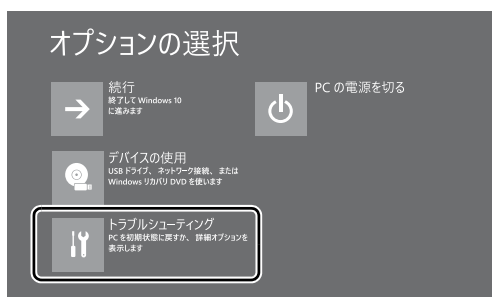 オプションの選択
続行
終了して Windows 10
に進みます
PC の電源を切る
デバイスの使用
USB ドライブ、ネットワーク接続、または
Windows リカバリ DVD を使います
トラブルシューティング
PC を初期状態に戻すか、詳細オプションを
表示します